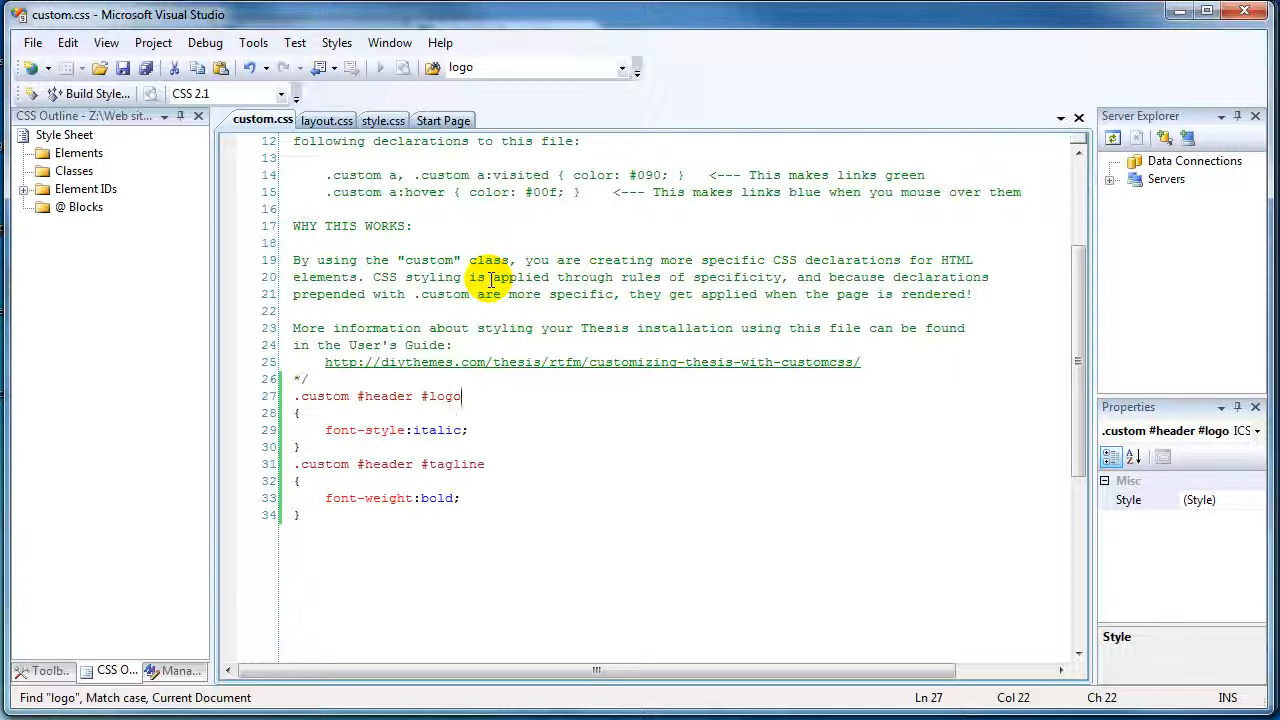 custom.css - Microsoft Visual Studio
File Edit View Project Debug Tools Test Styles Window Help
logo
Build Style... CSS 2.1
CSS Outline - Z:\Web sit...
Style Sheet
Elements
Classes
Element IDs
@ Blocks
Toolb... CSS O... Mana...
custom.css layout.css style.css Start Page
12 following declarations to this file:
13
14 .custom a, .custom a:visited { color: #090; } <--- This makes links green
15 .custom a:hover { color: #00f; } <--- This makes links blue when you mouse over them
16
17 WHY THIS WORKS:
18
19 By using the "custom" class, you are creating more specific CSS declarations for HTML
20 elements. CSS styling is applied through rules of specificity, and because declarations
21 prepended with .custom are more specific, they get applied when the page is rendered!
22
23 More information about styling your Thesis installation using this file can be found
24 in the User's Guide:
25 http://diythemes.com/thesis/rtfm/customizing-thesis-with-customcss/
26 */
27 .custom #header #logo
28 {
29 font-style:italic;
30 }
31 .custom #header #tagline
32 {
33 font-weight:bold;
34 }
Server Explorer
Data Connections
Servers
Properties
.custom #header #logo ICS
Misc
Style (Style)
Style
Find "logo", Match case, Current Document Ln 27 Col 22 Ch 22 INS